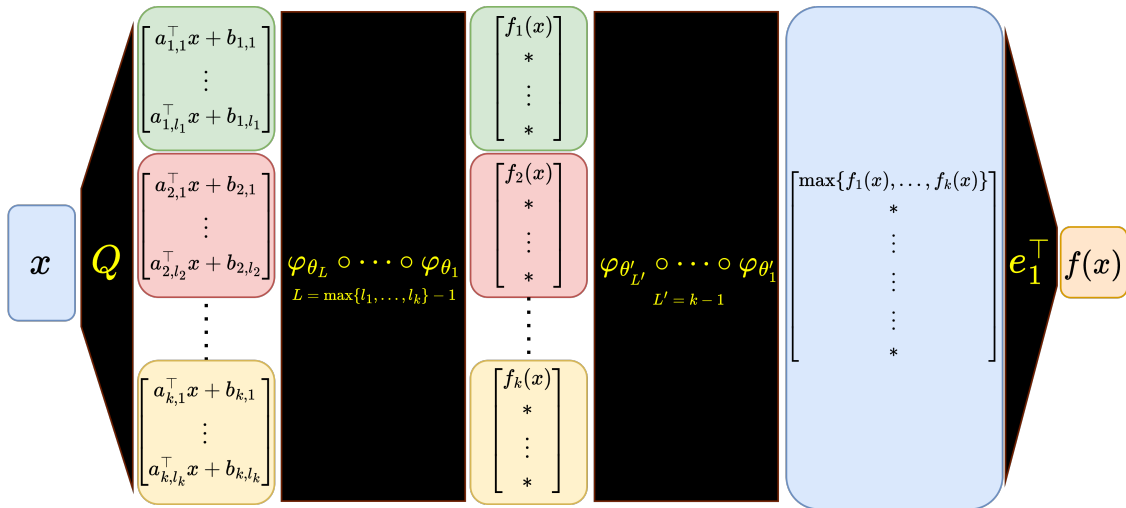 x
Q
a_{1,1}^⊤ x + b_{1,1}
⋮
a_{1,l_1}^⊤ x + b_{1,l_1}
a_{2,1}^⊤ x + b_{2,1}
⋮
a_{2,l_2}^⊤ x + b_{2,l_2}
a_{k,1}^⊤ x + b_{k,1}
⋮
a_{k,l_k}^⊤ x + b_{k,l_k}
φ_{θ_L} ∘ ⋯ ∘ φ_{θ_1}
L = max{l_1, …, l_k} − 1
f_1(x)
*
⋮
*
f_2(x)
*
⋮
*
f_k(x)
*
⋮
*
φ_{θ'_{L'}} ∘ ⋯ ∘ φ_{θ'_1}
L' = k − 1
max{f_1(x), …, f_k(x)}
*
⋮
⋮
⋮
*
e_1^⊤
f(x)